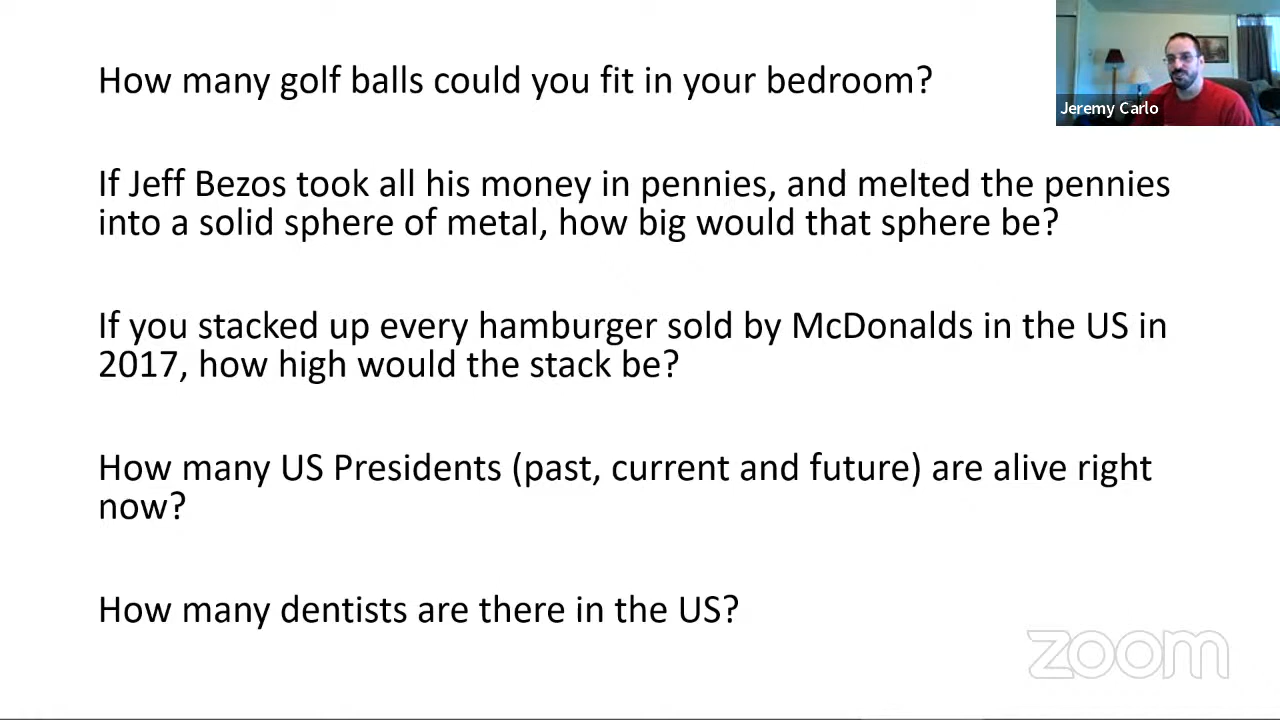 How many golf balls could you fit in your bedroom?
Jeremy Carlo
If Jeff Bezos took all his money in pennies, and melted the pennies
into a solid sphere of metal, how big would that sphere be?
If you stacked up every hamburger sold by McDonalds in the US in
2017, how high would the stack be?
How many US Presidents (past, current and future) are alive right
now?
How many dentists are there in the US?
zoom